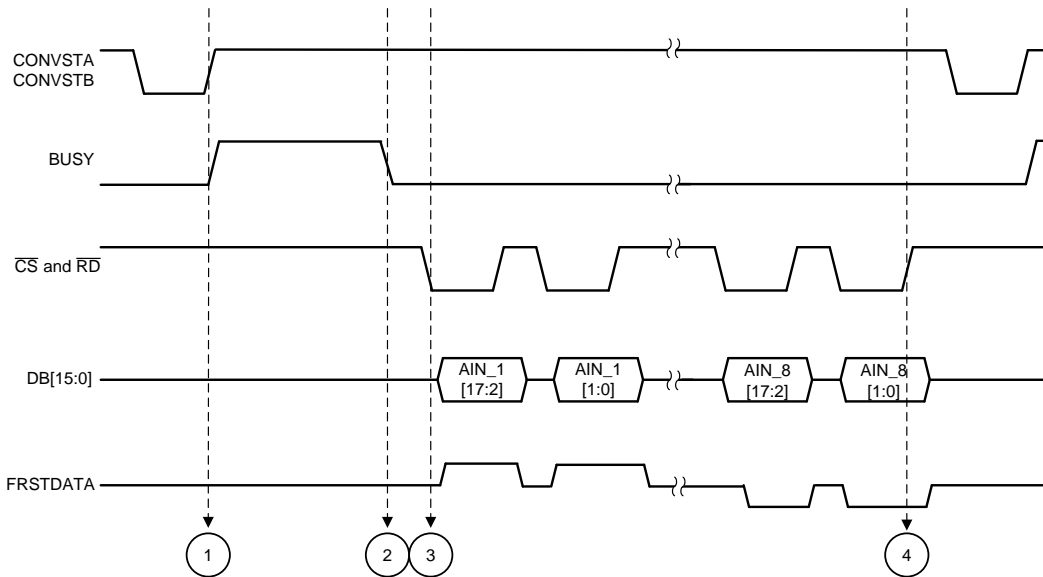 CONVSTA
CONVSTB
BUSY
CS and RD
DB[15:0]
AIN_1
[17:2]
AIN_1
[1:0]
AIN_8
[17:2]
AIN_8
[1:0]
FRSTDATA
1
2
3
4